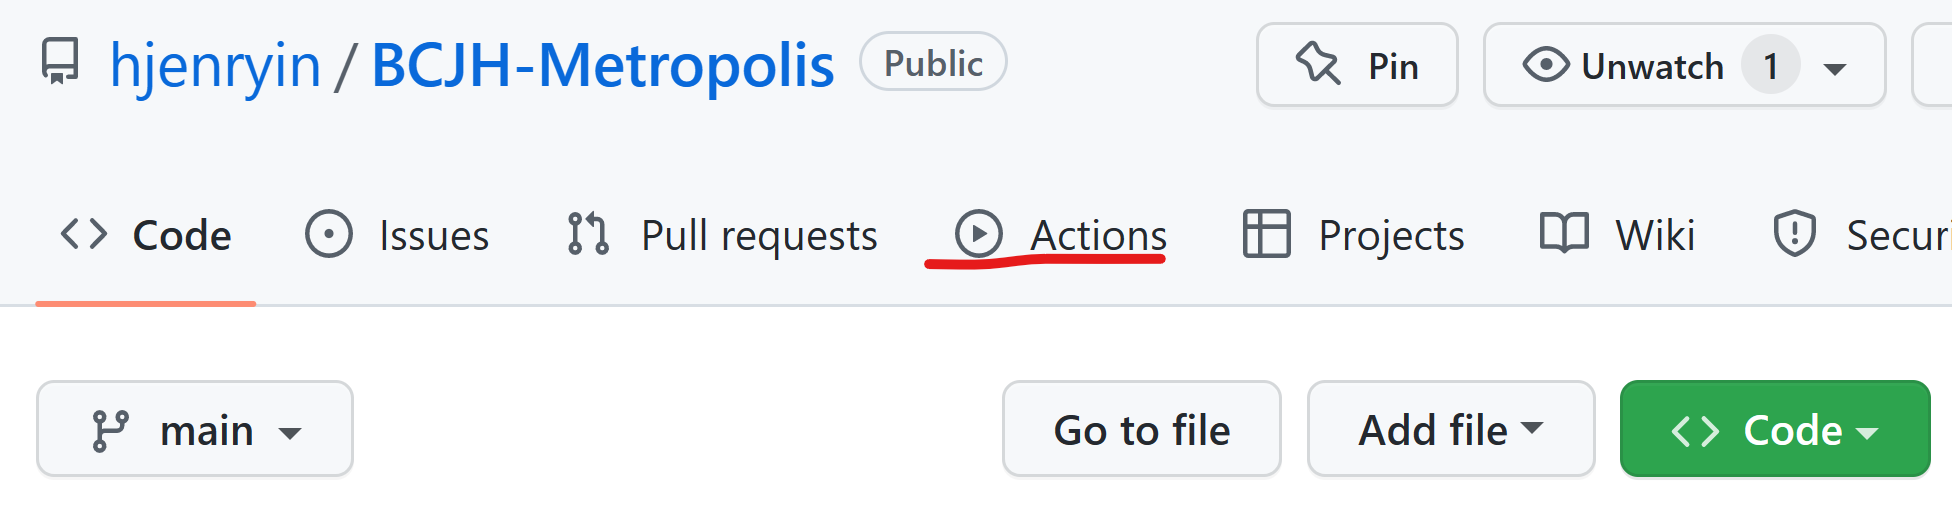 hjenryin / BCJH-Metropolis Public Pin Unwatch 1
Code Issues Pull requests Actions Projects Wiki Securi
main Go to file Add file Code